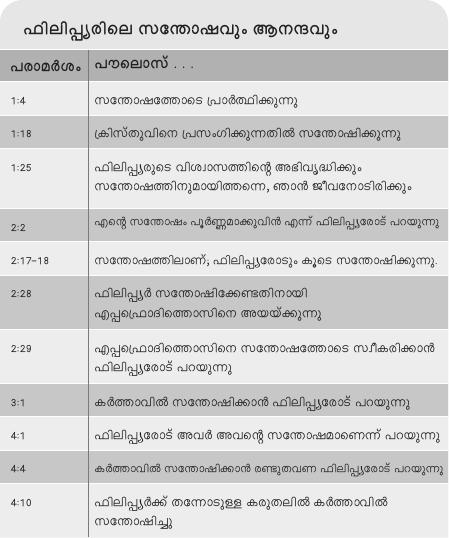 ഫിലിപ്പ്യരിലെ സന്തോഷവും ആനന്ദവും
പരാമർശം പൗലൊസ് . . .
1:4 സന്തോഷത്തോടെ പ്രാർത്ഥിക്കുന്നു
1:18 ക്രിസ്തുവിനെ പ്രസംഗിക്കുന്നതിൽ സന്തോഷിക്കുന്നു
1:25 ഫിലിപ്പ്യരുടെ വിശ്വാസത്തിന്റെ അഭിവൃദ്ധിക്കും
സന്തോഷത്തിനുമായിത്തന്നെ, ഞാൻ ജീവനോടിരിക്കും
2:2 എന്റെ സന്തോഷം പൂർണ്ണമാക്കുവിൻ എന്ന് ഫിലിപ്പ്യരോട് പറയുന്നു
2:17–18 സന്തോഷത്തിലാണ്; ഫിലിപ്പ്യരോടും കൂടെ സന്തോഷിക്കുന്നു.
2:28 ഫിലിപ്പ്യർ സന്തോഷിക്കേണ്ടതിനായി
എപ്പഫ്രൊദിത്തൊസിനെ അയയ്ക്കുന്നു
2:29 എപ്പഫ്രൊദിത്തൊസിനെ സന്തോഷത്തോടെ സ്വീകരിക്കാൻ
ഫിലിപ്പ്യരോട് പറയുന്നു
3:1 കർത്താവിൽ സന്തോഷിക്കാൻ ഫിലിപ്പ്യരോട് പറയുന്നു
4:1 ഫിലിപ്പ്യരോട് അവർ അവന്റെ സന്തോഷമാണെന്ന് പറയുന്നു
4:4 കർത്താവിൽ സന്തോഷിക്കാൻ രണ്ടുതവണ ഫിലിപ്പ്യരോട് പറയുന്നു
4:10 ഫിലിപ്പ്യർക്ക് തന്നോടുള്ള കരുതലിൽ കർത്താവിൽ
സന്തോഷിച്ചു